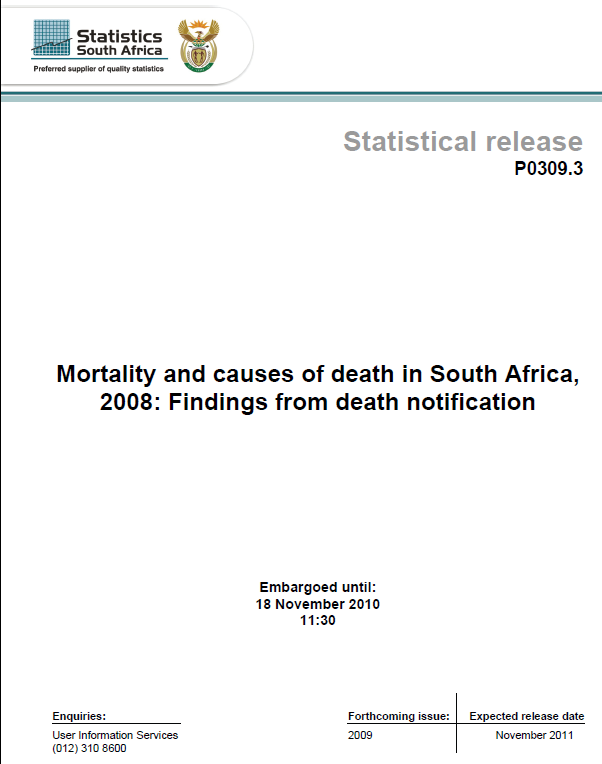 Statistics
South Africa
Preferred supplier of quality statistics
Statistical release
P0309.3
Mortality and causes of death in South Africa,
2008: Findings from death notification
Embargoed until:
18 November 2010
11:30
Enquiries:
User Information Services
(012) 310 8600
Forthcoming issue:
2009
Expected release date
November 2011